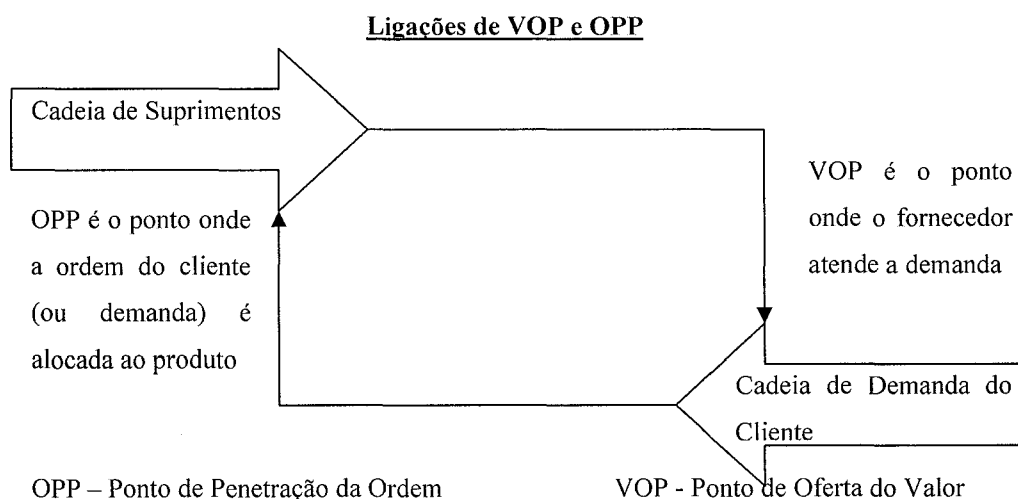 Ligações de VOP e OPP
Cadeia de Suprimentos
VOP é o ponto
onde o fornecedor
atende a demanda
OPP é o ponto onde
a ordem do cliente
(ou demanda) é
alocada ao produto
Cadeia de Demanda do
Cliente
OPP – Ponto de Penetração da Ordem
VOP - Ponto de Oferta do Valor